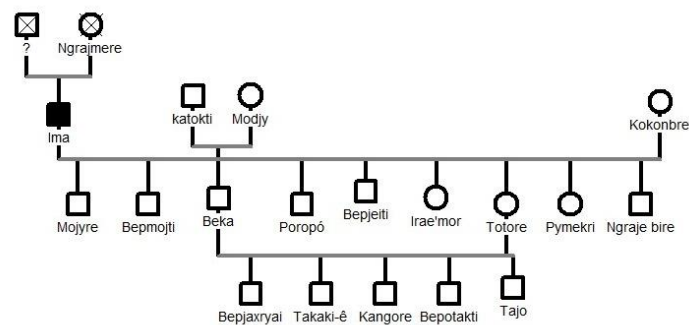 ?
Ngrajmere
katokti
Modjy
Kokonbre
Ima
Mojyre
Bepmojti
Beka
Poropó
Bepjeiti
Irae'mor
Totore
Pymekri
Ngraje bire
Bepjaxryai
Takaki-ê
Kangore
Bepotakti
Tajo